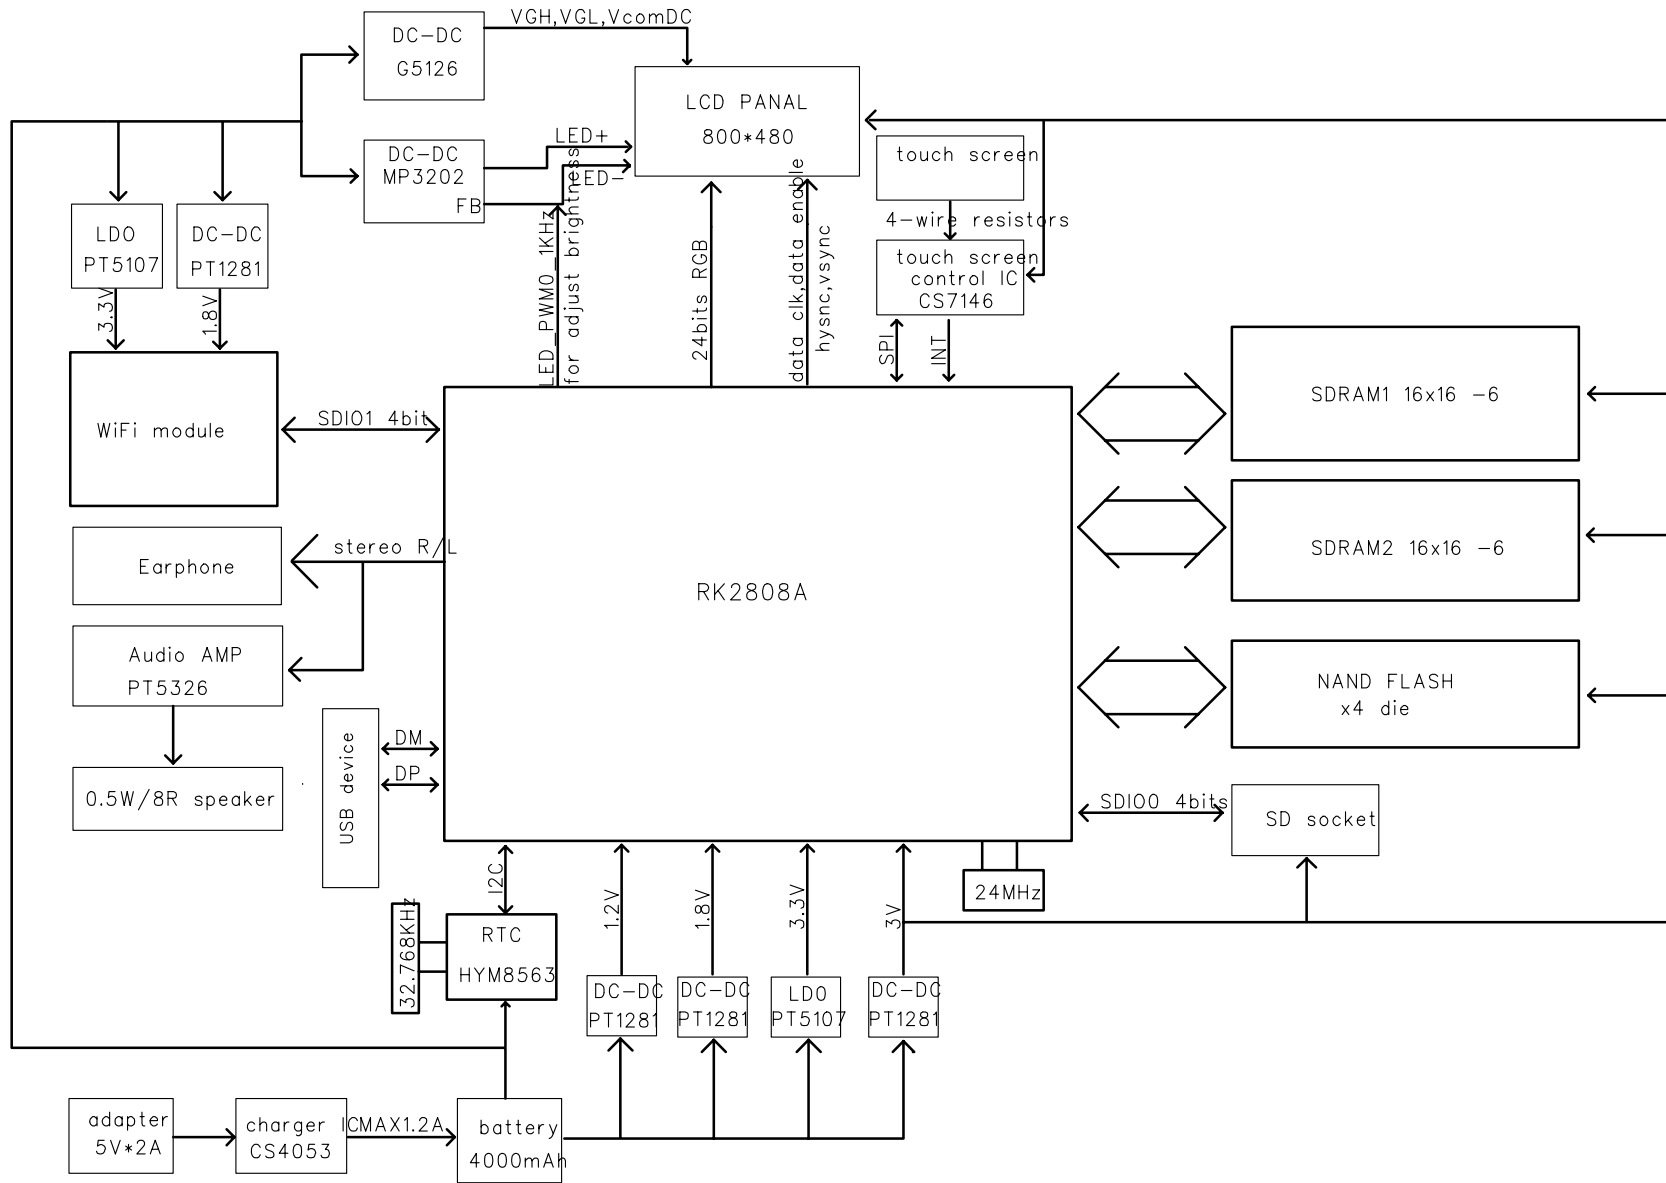 VGH,VGL,VcomDC
DC-DC
G5126
LCD PANAL
800*480
DC-DC
MP3202
FB
LED+
LED-
touch screen
4-wire resistors
touch screen
control IC
CS7146
LDO
PT5107
DC-DC
PT1281
3.3V
1.8V
LED_PWM0_1KHz
for adjust brightness
24bits RGB
data clk,data enable
hysnc,vsync
SPI
INT
WiFi module
SDIO1 4bit
SDRAM1 16x16 -6
SDRAM2 16x16 -6
RK2808A
stereo R/L
Earphone
Audio AMP
PT5326
NAND FLASH
x4 die
0.5W/8R speaker
USB device
DM
DP
SDIO0 4bits
SD socket
24MHz
I2C
1.2V
1.8V
3.3V
3V
32.768KHz
RTC
HYM8563
DC-DC
PT1281
DC-DC
PT1281
LDO
PT5107
DC-DC
PT1281
adapter
5V*2A
charger
CS4053
ICMAX1.2A
battery
4000mAh